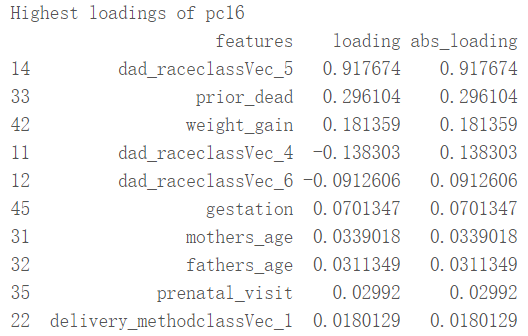 Highest loadings of pc16
features loading abs_loading
14 dad_raceclassVec_5 0.917674 0.917674
33 prior_dead 0.296104 0.296104
42 weight_gain 0.181359 0.181359
11 dad_raceclassVec_4 -0.138303 0.138303
12 dad_raceclassVec_6 -0.0912606 0.0912606
45 gestation 0.0701347 0.0701347
31 mothers_age 0.0339018 0.0339018
32 fathers_age 0.0311349 0.0311349
35 prenatal_visit 0.02992 0.02992
22 delivery_methodclassVec_1 0.0180129 0.0180129